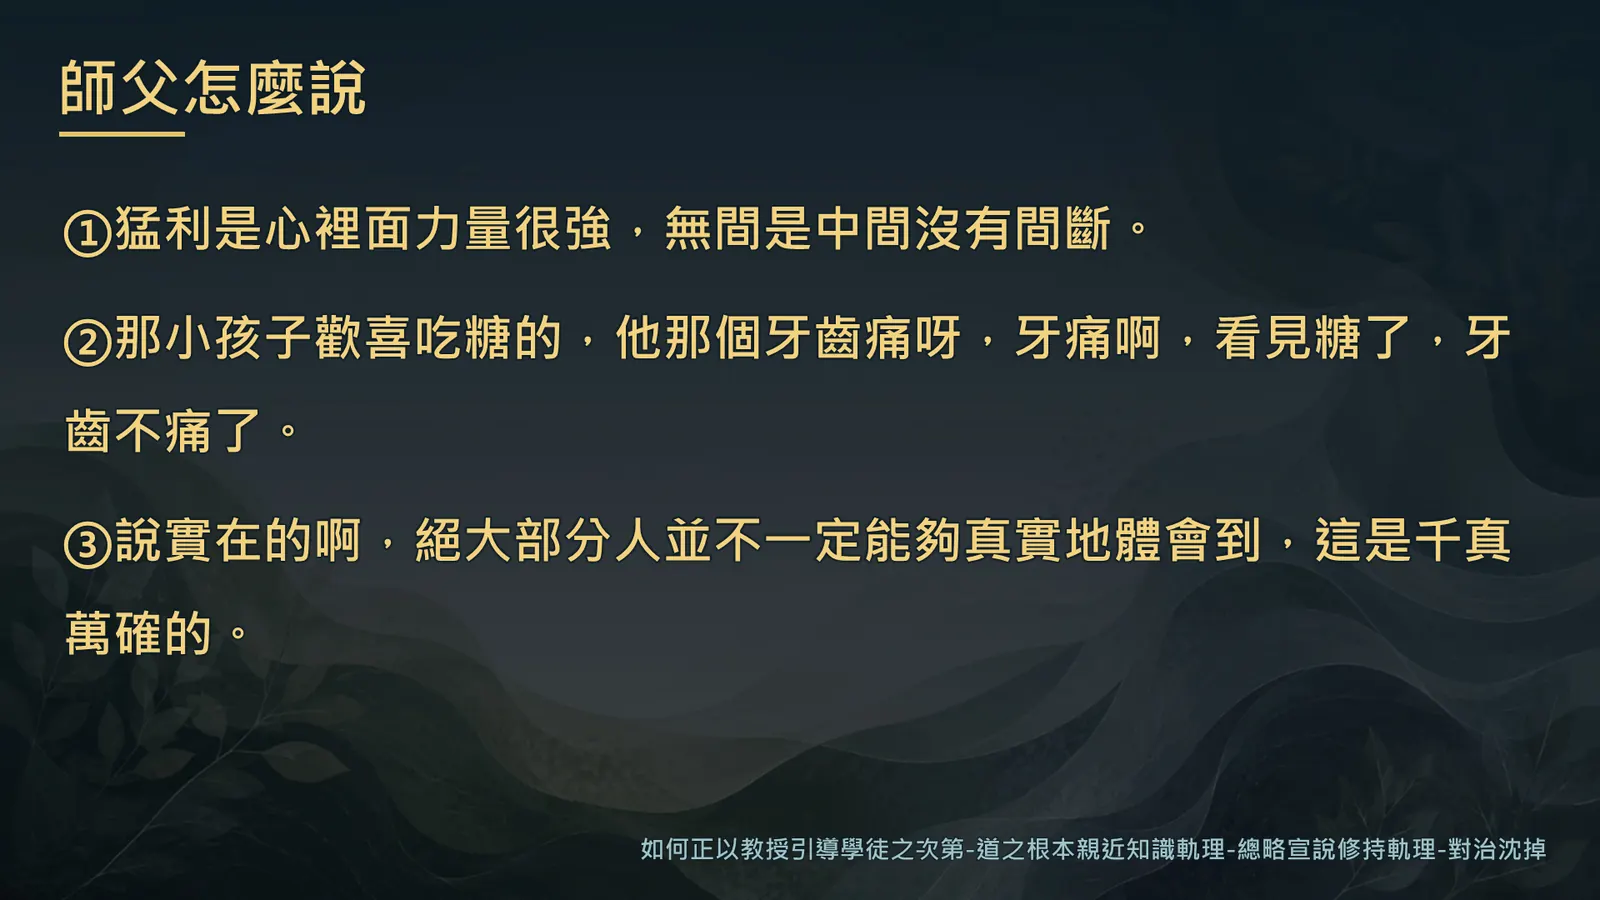 師父怎麼說
①猛利是心裡面力量很強，無間是中間沒有間斷。
②那小孩子歡喜吃糖的，他那個牙齒痛呀，牙痛啊，看見糖了，牙
齒不痛了。
③說實在的啊，絕大部分人並不一定能夠真實地體會到，這是千真
萬確的。
如何正以教授引導學徒之次第-道之根本親近知識軌理-總略宣說修持軌理-對治沈掉